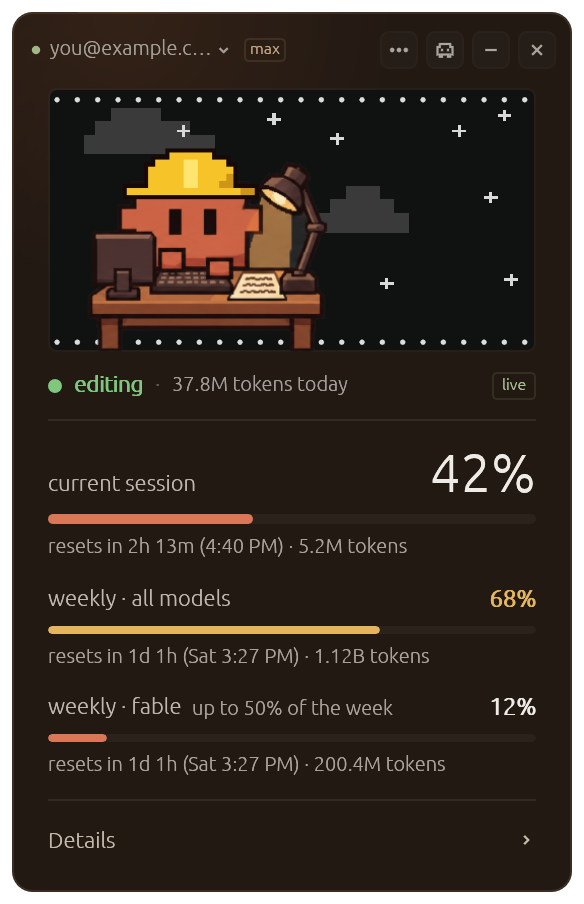 you@example.c...
max
editing · 37.8M tokens today
live
current session
42%
resets in 2h 13m (4:40 PM) · 5.2M tokens
weekly · all models
68%
resets in 1d 1h (Sat 3:27 PM) · 1.12B tokens
weekly · fable up to 50% of the week
12%
resets in 1d 1h (Sat 3:27 PM) · 200.4M tokens
Details